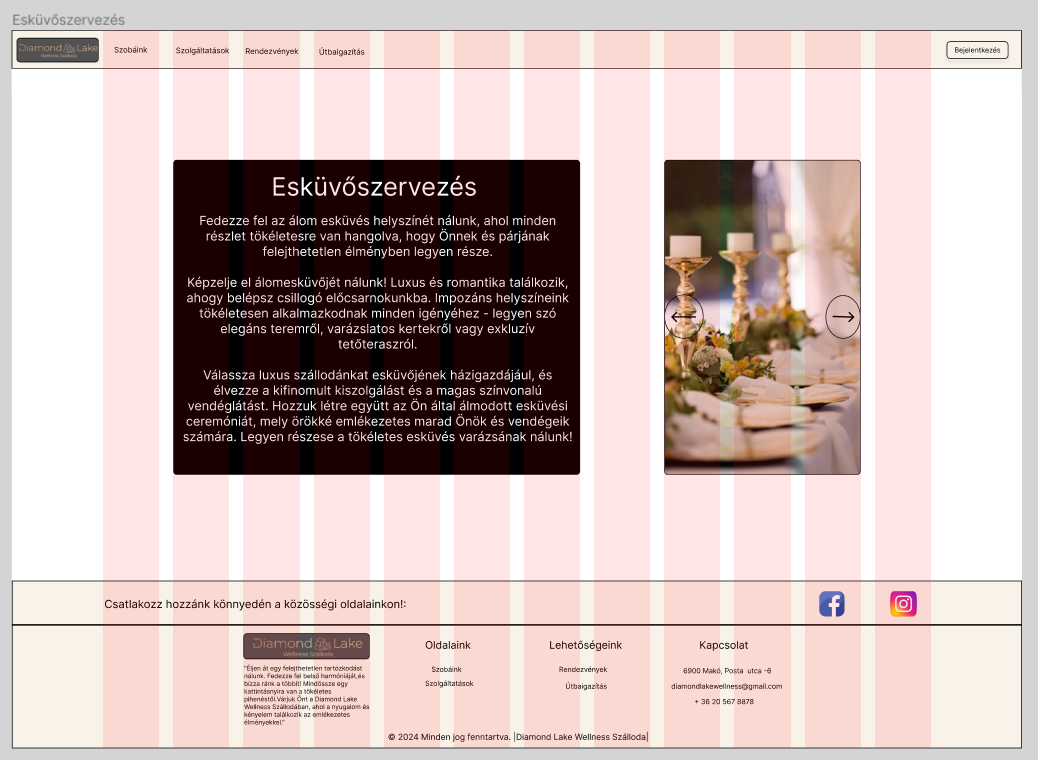 Esküvőszervezés
Diamond Lake
Wellness Szálloda
Szobáink
Szolgáltatások
Rendezvények
Útbaigazítás
Bejelentkezés
Esküvőszervezés
Fedezze fel az álom esküvés helyszínét nálunk, ahol minden
részlet tökéletesre van hangolva, hogy Önnek és párjának
felejthetetlen élményben legyen része.
Képzelje el álomesküvőjét nálunk! Luxus és romantika találkozik,
ahogy belépsz csillogó előcsarnokunkba. Impozáns helyszíneink
tökéletesen alkalmazkodnak minden igényéhez - legyen szó
elegáns teremről, varázslatos kertekről vagy exkluzív
tetőteraszról.
Válassza luxus szállodánkat esküvőjének házigazdájául, és
élvezze a kifinomult kiszolgálást és a magas színvonalú
vendéglátást. Hozzuk létre együtt az Ön által álmodott esküvési
ceremóniát, mely örökké emlékezetes marad Önök és vendégeik
számára. Legyen részese a tökéletes esküvés varázsának nálunk!
Csatlakozz hozzánk könnyedén a közösségi oldalainkon!:
Diamond Lake
Wellness Szálloda
"Éljen át egy felejthetetlen tartózkodást
nálunk. Fedezze fel belső harmóniáját,és
bízza ránk a többit! Mindössze egy
kattintásnyira van a tökéletes
pihenéstől.Várjuk Önt a Diamond Lake
Wellness Szállodában, ahol a nyugalom és
kényelem találkozik az emlékezetes
élményekkel."
Oldalaink
Szobáink
Szolgáltatások
Lehetőségeink
Rendezvények
Útbaigazítás
Kapcsolat
6900 Makó, Posta utca -6
diamondlakewellness@gmail.com
+ 36 20 567 8878
© 2024 Minden jog fenntartva. |Diamond Lake Wellness Szálloda|